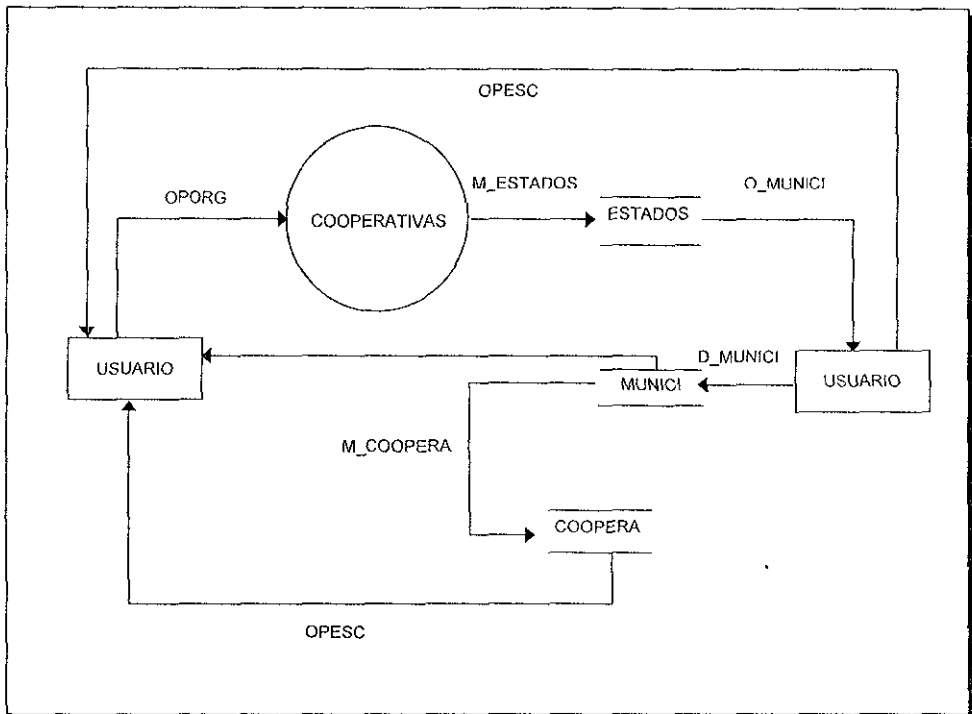 OPESC
M_ESTADOS
O_MUNICI
OPORG
COOPERATIVAS
ESTADOS
USUARIO
D_MUNICI
MUNICI
USUARIO
M_COOPERA
COOPERA
OPESC